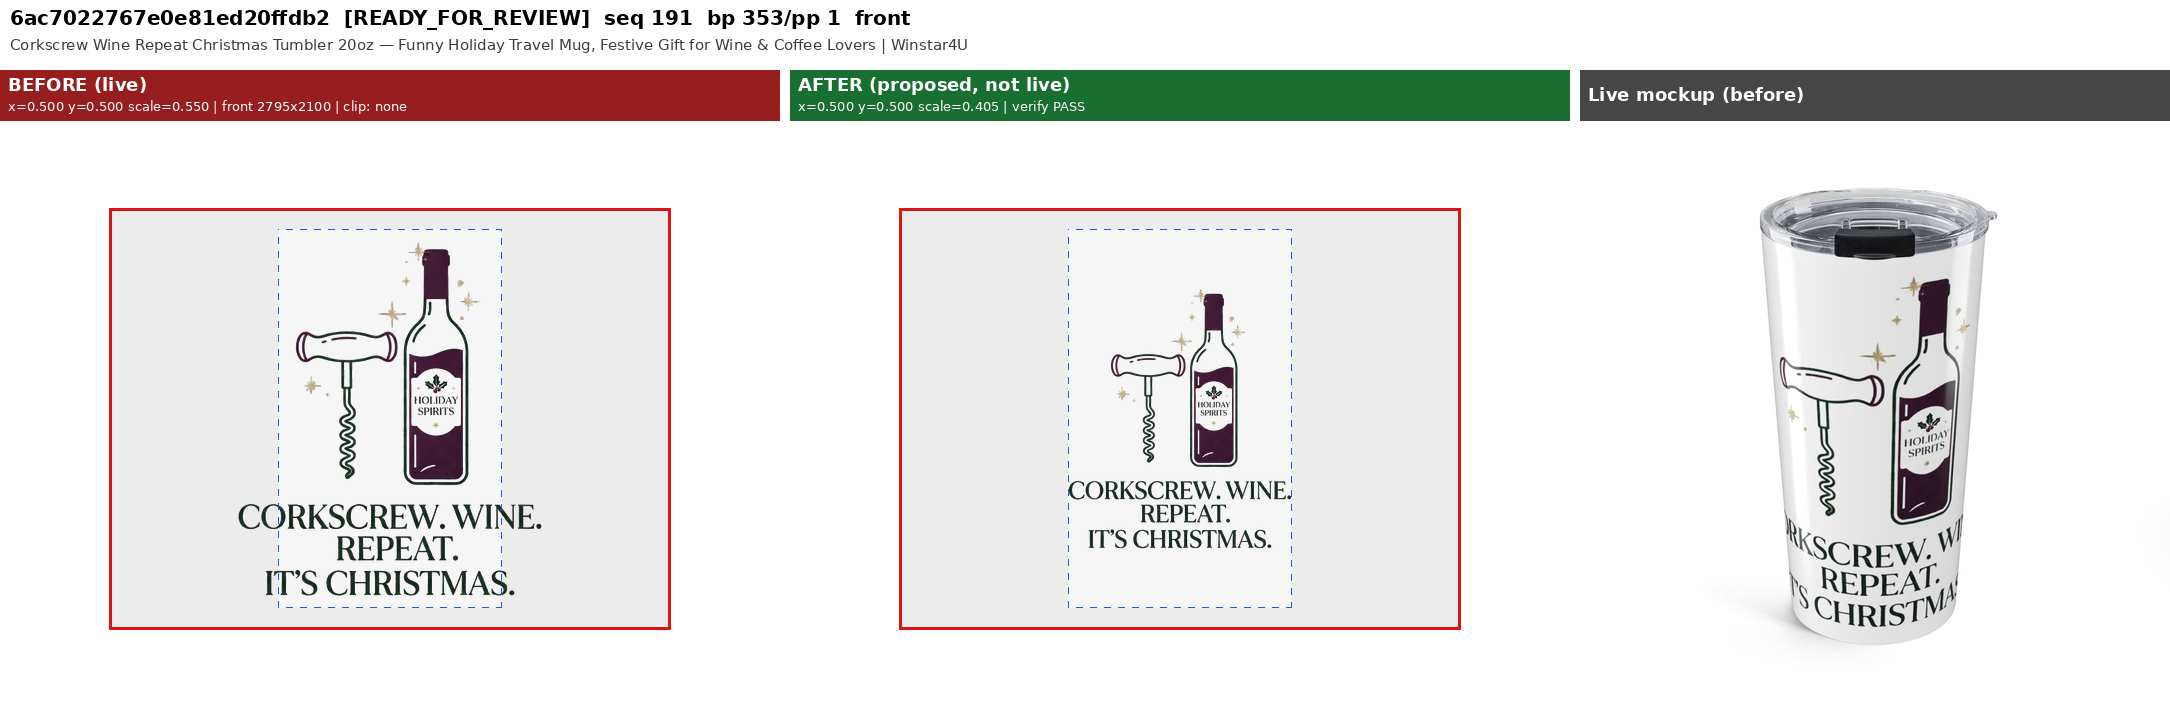 6ac7022767e0e81ed20ffdb2 [READY_FOR_REVIEW] seq 191 bp 353/pp 1 front
Corkscrew Wine Repeat Christmas Tumbler 20oz — Funny Holiday Travel Mug, Festive Gift for Wine & Coffee Lovers | Winstar4U
BEFORE (live)
x=0.500 y=0.500 scale=0.550 | front 2795x2100 | clip: none
AFTER (proposed, not live)
x=0.500 y=0.500 scale=0.405 | verify PASS
Live mockup (before)
HOLIDAY
SPIRITS
CORKSCREW. WINE.
REPEAT.
IT'S CHRISTMAS.
HOLIDAY
SPIRITS
CORKSCREW. WINE.
REPEAT.
IT'S CHRISTMAS.
HOLIDAY
SPIRITS
ORKSCREW. WI
REPEAT.
T'S CHRISTMAS